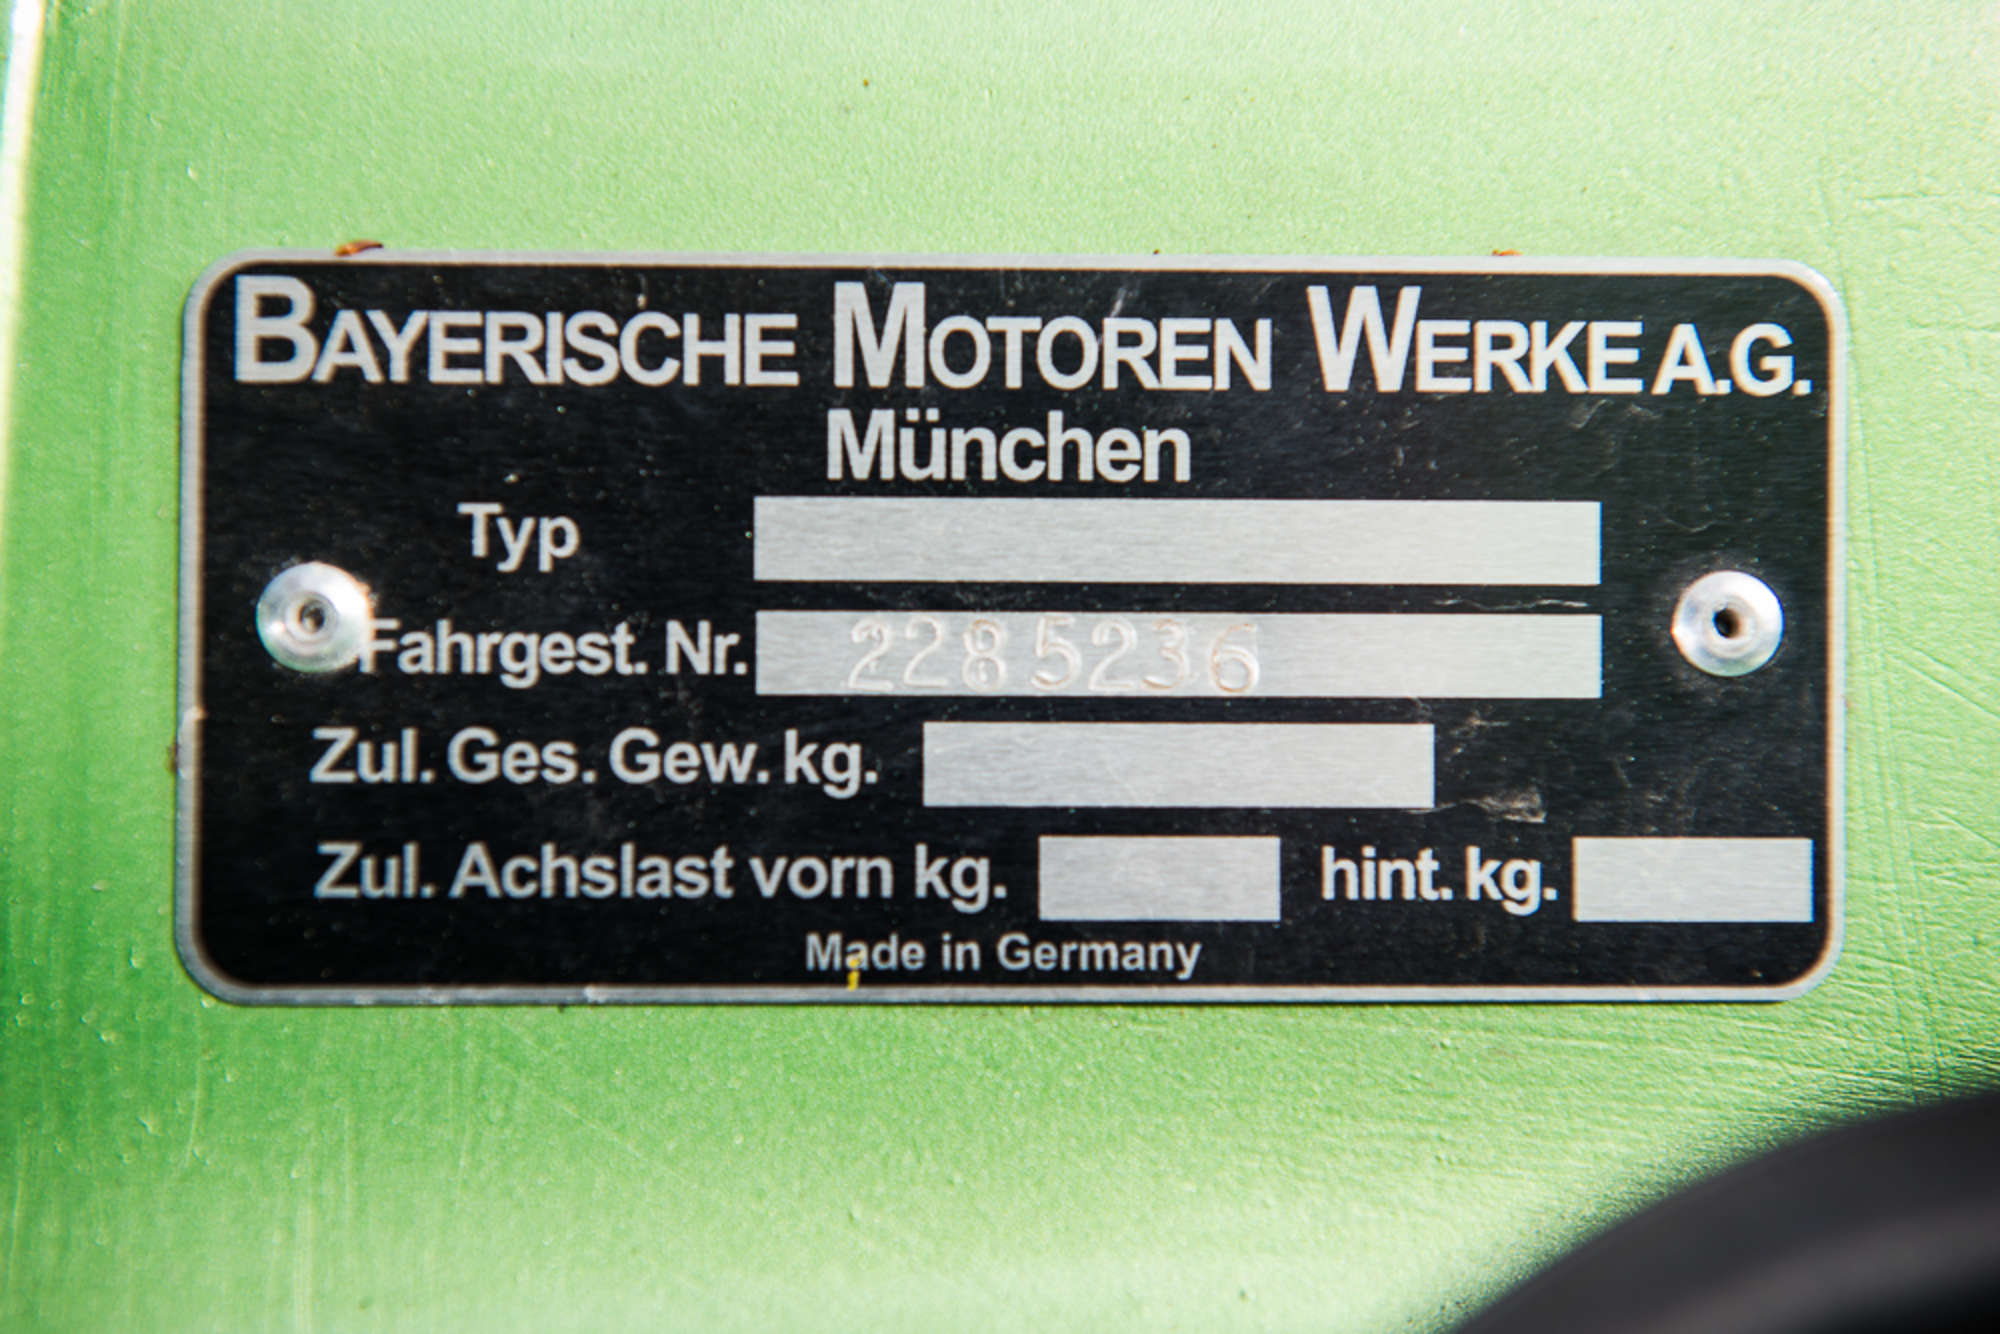 BAYERISCHE MOTOREN WERKE A.G.
München
Typ
Fahrgest. Nr. 2285236
Zul. Ges. Gew. kg.
Zul. Achslast vorn kg. hint. kg.
Made in Germany